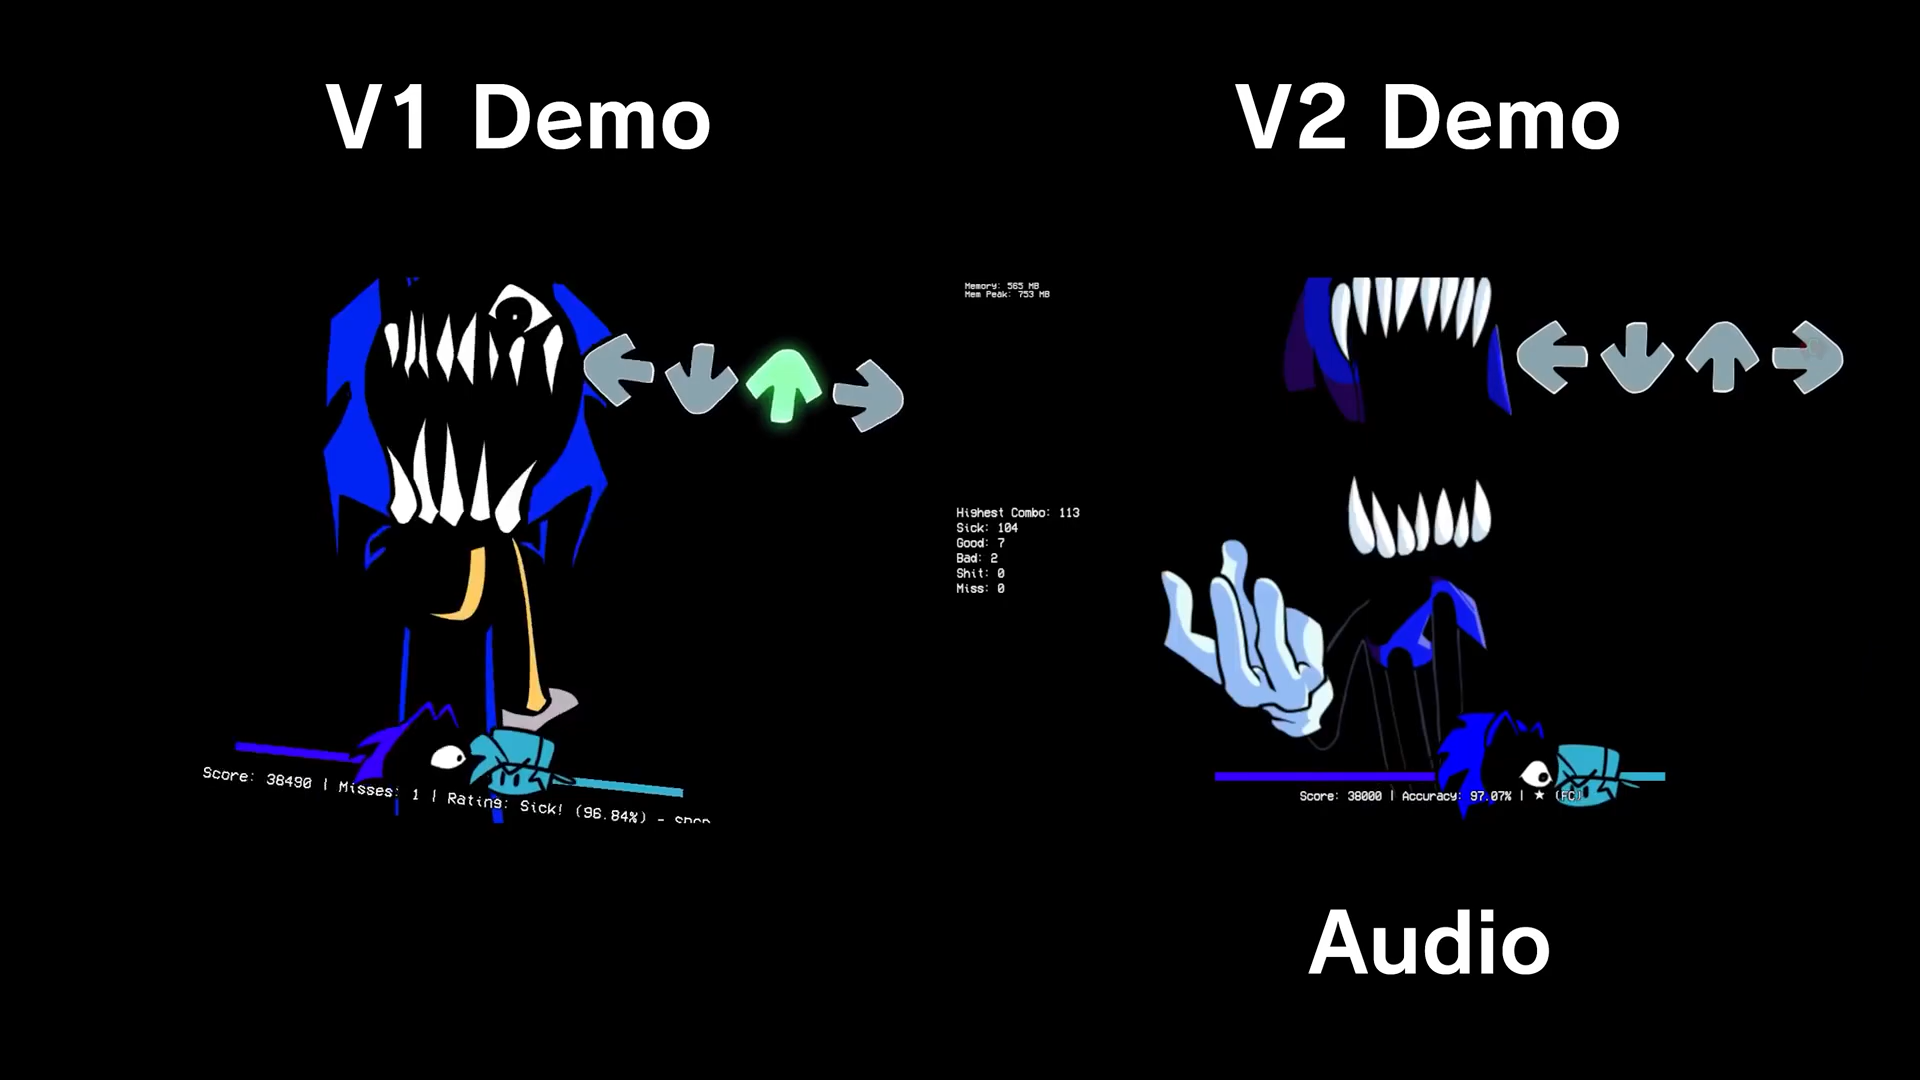 V1 Demo
V2 Demo
Memory: 565 MB
Mem Peak: 753 MB
Highest Combo: 113
Sick: 104
Good: 7
Bad: 2
Shit: 0
Miss: 0
Score: 38490 | Misses: 1 | Rating: Sick! (96.84%) -
Score: 38000 | Accuracy: 97.07% | ★ (FC)
Audio